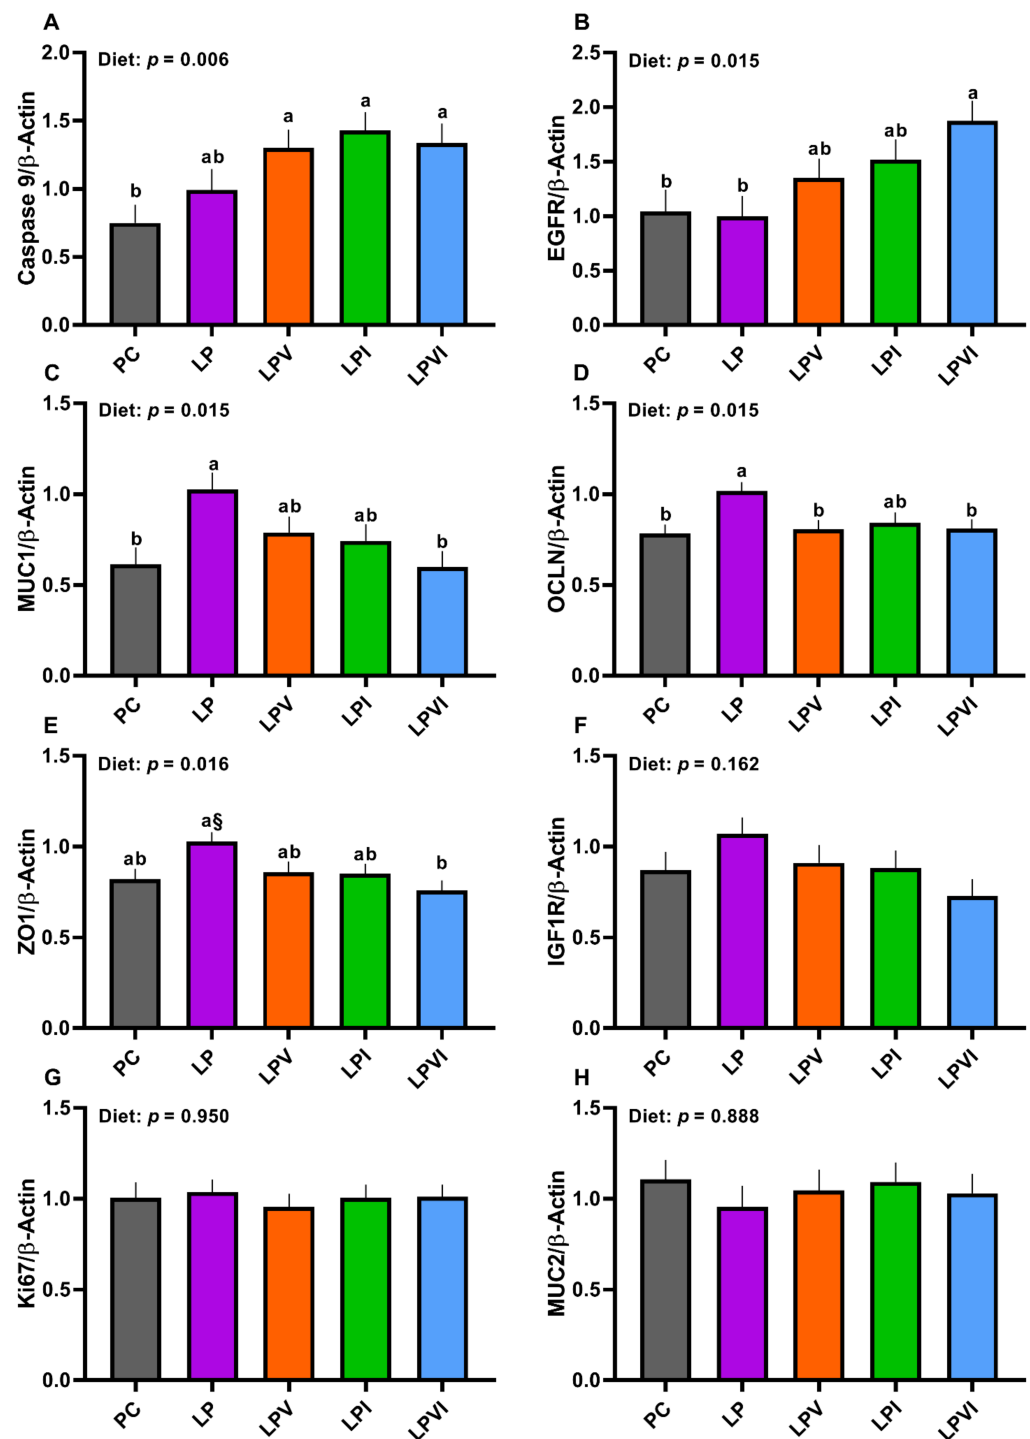 A
Diet: p = 0.006
Caspase 9/β-Actin
2.0
1.5
1.0
0.5
0.0
b
ab
a
a
a
PC
LP
LPV
LPI
LPVI
B
Diet: p = 0.015
EGFR/β-Actin
2.5
2.0
1.5
1.0
0.5
0.0
b
b
ab
ab
a
PC
LP
LPV
LPI
LPVI
C
Diet: p = 0.015
MUC1/β-Actin
1.5
1.0
0.5
0.0
b
a
ab
ab
b
PC
LP
LPV
LPI
LPVI
D
Diet: p = 0.015
OCLN/β-Actin
1.5
1.0
0.5
0.0
b
a
b
ab
b
PC
LP
LPV
LPI
LPVI
E
Diet: p = 0.016
ZO1/β-Actin
1.5
1.0
0.5
0.0
ab
a§
ab
ab
b
PC
LP
LPV
LPI
LPVI
F
Diet: p = 0.162
IGF1R/β-Actin
1.5
1.0
0.5
0.0
PC
LP
LPV
LPI
LPVI
G
Diet: p = 0.950
Ki67/β-Actin
1.5
1.0
0.5
0.0
PC
LP
LPV
LPI
LPVI
H
Diet: p = 0.888
MUC2/β-Actin
1.5
1.0
0.5
0.0
PC
LP
LPV
LPI
LPVI